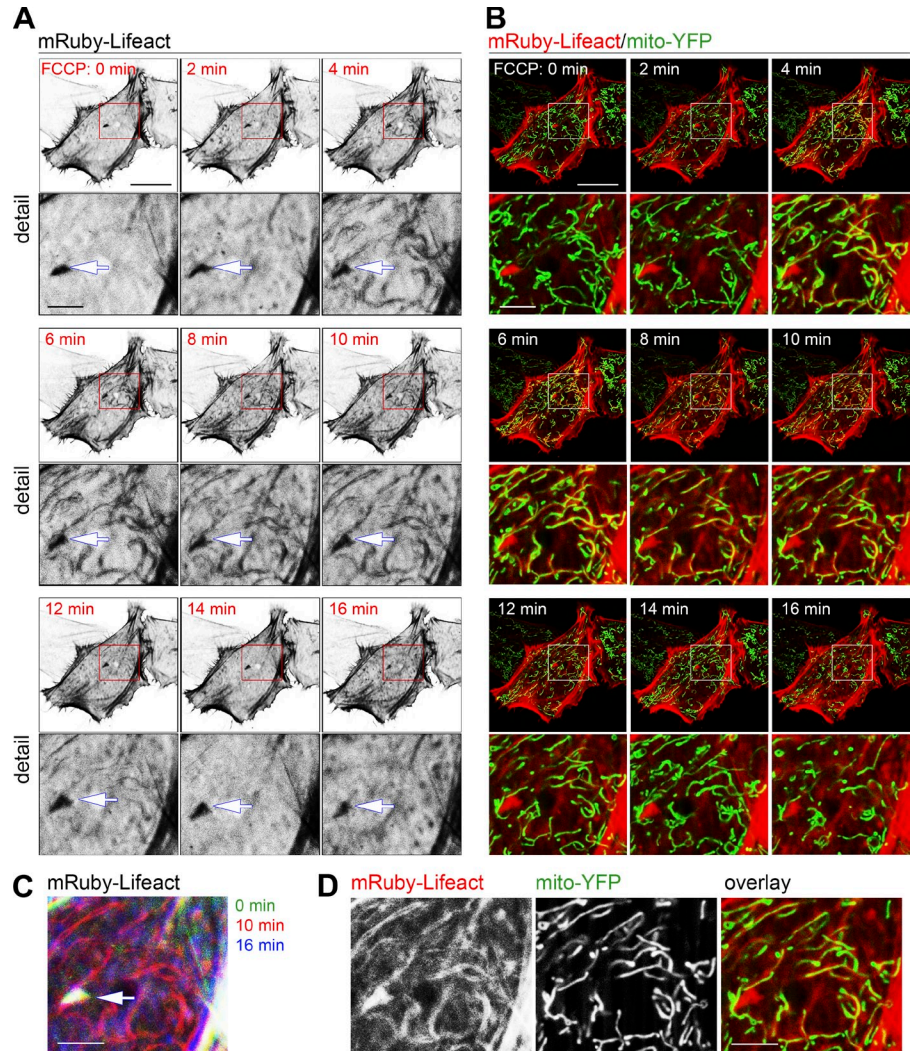 A
mRuby-Lifeact
FCCP: 0 min
2 min
4 min
detail
6 min
8 min
10 min
detail
12 min
14 min
16 min
detail
B
mRuby-Lifeact/mito-YFP
FCCP: 0 min
2 min
4 min
6 min
8 min
10 min
12 min
14 min
16 min
C
mRuby-Lifeact
0 min
10 min
16 min
D
mRuby-Lifeact
mito-YFP
overlay